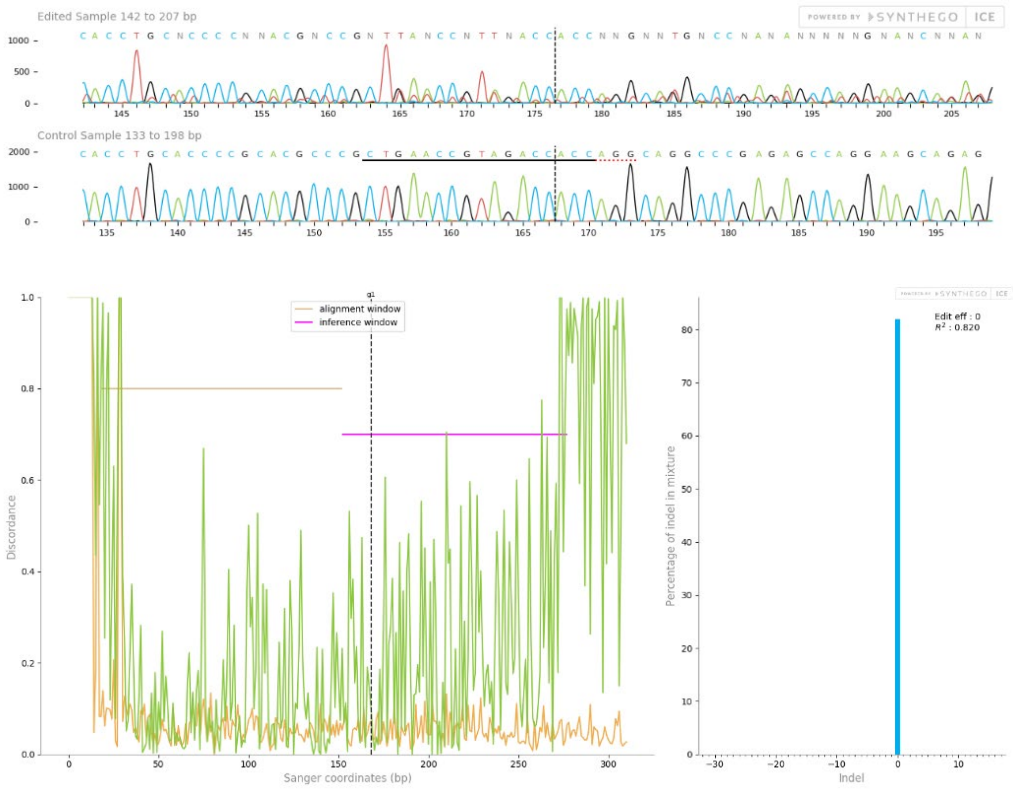 Edited Sample 142 to 207 bp
POWERED BY SYNTHEGO ICE
C A C C T G C N C C C C N N A C G N C C G N T T A N C C N T T N A C C A C C N N G N N T G N C C N A N A N N N N N G N A N C N N A N
1000
500
0
145 150 155 160 165 170 175 180 185 190 195 200 205
Control Sample 133 to 198 bp
2000
C A C C T G C A C C C C G C A C G C C C G C T G A A C C G T A G A C C A C C A G G C A G G C C C G A G A G C C A G G A A G C A G A G
1000
0
135 140 145 150 155 160 165 170 175 180 185 190 195
g1
POWERED BY SYNTHEGO ICE
alignment window
inference window
Edit eff : 0
R² : 0.820
1.0
0.8
0.6
0.4
0.2
0.0
Discordance
0 50 100 150 200 250 300
Sanger coordinates (bp)
80
70
60
50
40
30
20
10
0
Percentage of indel in mixture
−30 −20 −10 0 10
Indel